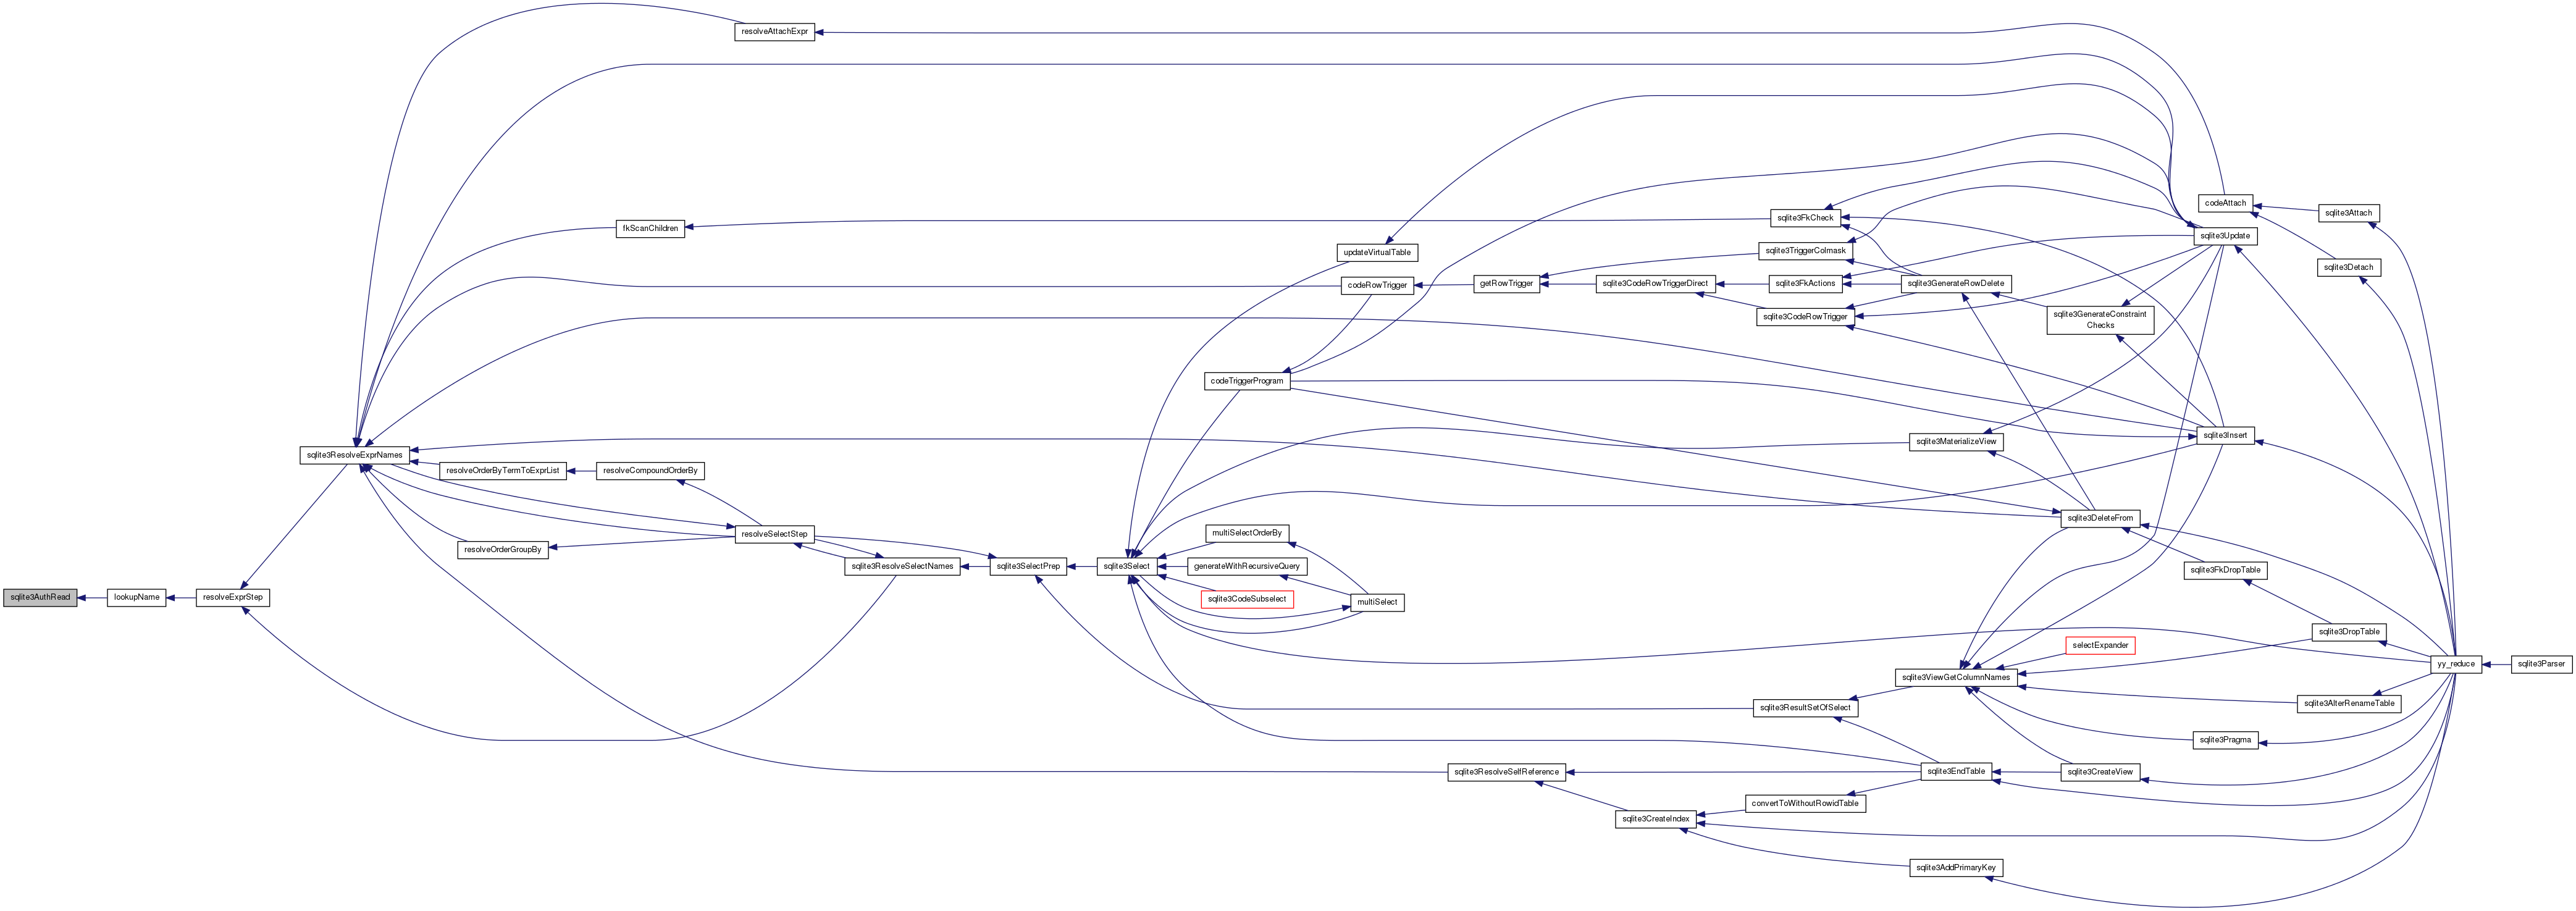 resolveAttachExpr
codeAttach
sqlite3Attach
fkScanChildren
sqlite3FkCheck
sqlite3Update
updateVirtualTable
sqlite3TriggerColmask
sqlite3Detach
codeRowTrigger
getRowTrigger
sqlite3CodeRowTriggerDirect
sqlite3FkActions
sqlite3GenerateRowDelete
sqlite3CodeRowTrigger
sqlite3GenerateConstraint
Checks
codeTriggerProgram
sqlite3ResolveExprNames
sqlite3MaterializeView
sqlite3Insert
resolveOrderByTermToExprList
resolveCompoundOrderBy
resolveSelectStep
multiSelectOrderBy
sqlite3DeleteFrom
resolveOrderGroupBy
sqlite3ResolveSelectNames
sqlite3SelectPrep
sqlite3Select
generateWithRecursiveQuery
sqlite3FkDropTable
sqlite3AuthRead
lookupName
resolveExprStep
sqlite3CodeSubselect
multiSelect
sqlite3DropTable
selectExpander
yy_reduce
sqlite3Parser
sqlite3ViewGetColumnNames
sqlite3ResultSetOfSelect
sqlite3AlterRenameTable
sqlite3Pragma
sqlite3ResolveSelfReference
sqlite3EndTable
sqlite3CreateView
convertToWithoutRowidTable
sqlite3CreateIndex
sqlite3AddPrimaryKey